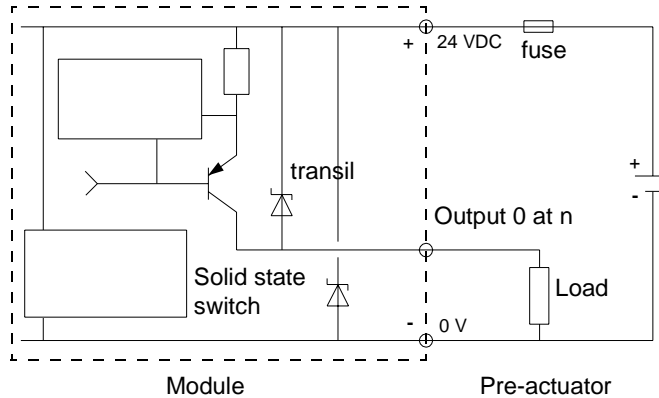 + 24 VDC
fuse
transil
+
-
Output 0 at n
Solid state
switch
Load
- 0 V
Module Pre-actuator